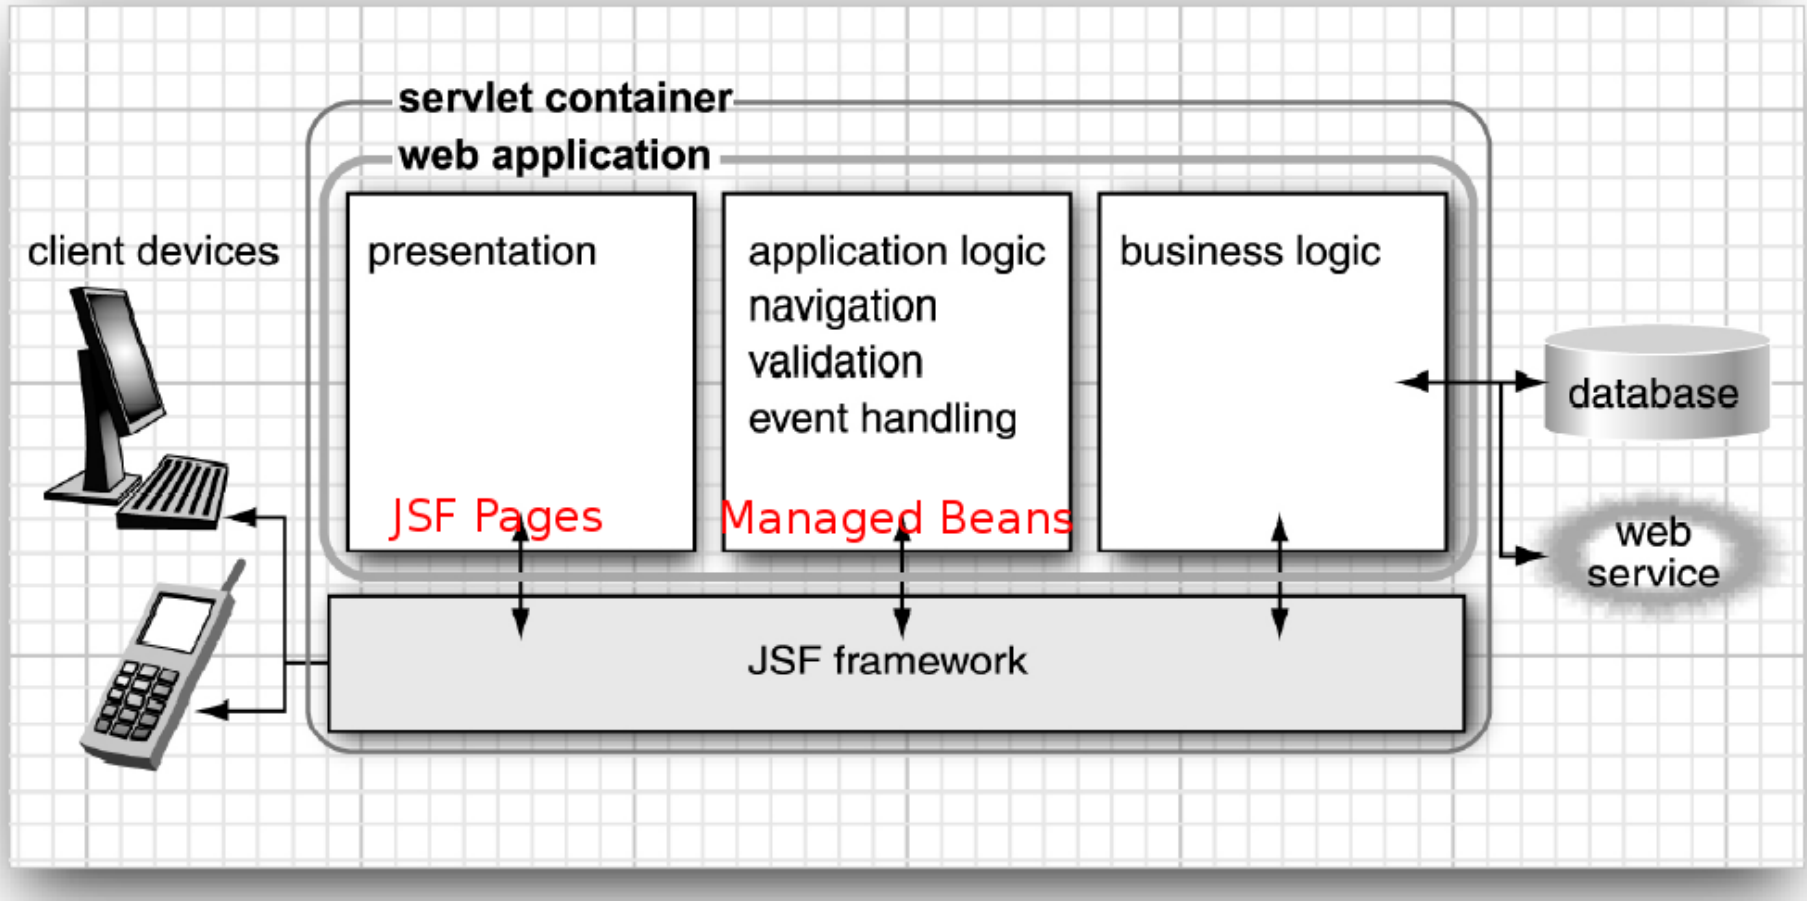 servlet container
web application
client devices
presentation
JSF Pages
application logic
navigation
validation
event handling
Managed Beans
business logic
database
web
service
JSF framework